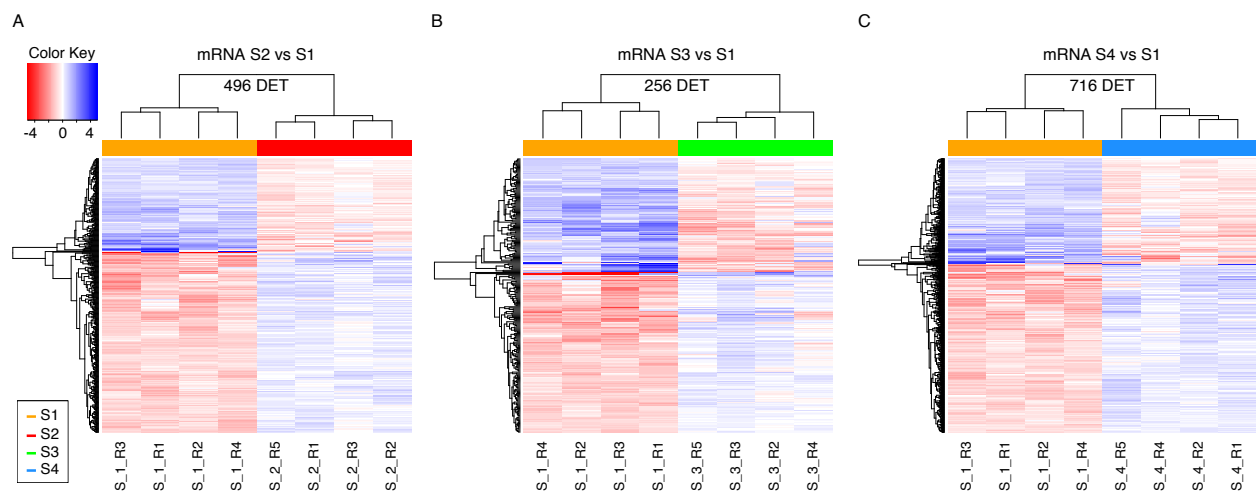 A
B
C
Color Key
-4 0 4
mRNA S2 vs S1
496 DET
mRNA S3 vs S1
256 DET
mRNA S4 vs S1
716 DET
S1
S2
S3
S4
S_1_R3
S_1_R1
S_1_R2
S_1_R4
S_2_R5
S_2_R1
S_2_R3
S_2_R2
S_1_R4
S_1_R2
S_1_R3
S_1_R1
S_3_R5
S_3_R3
S_3_R2
S_3_R4
S_1_R3
S_1_R1
S_1_R2
S_1_R4
S_4_R5
S_4_R4
S_4_R2
S_4_R1